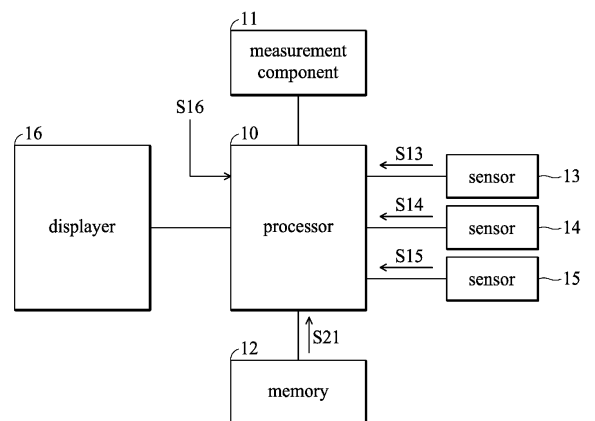 11
measurement
component
S16
16
10
S13
sensor
13
displayer
processor
S14
sensor
14
S15
sensor
15
12
S21
memory